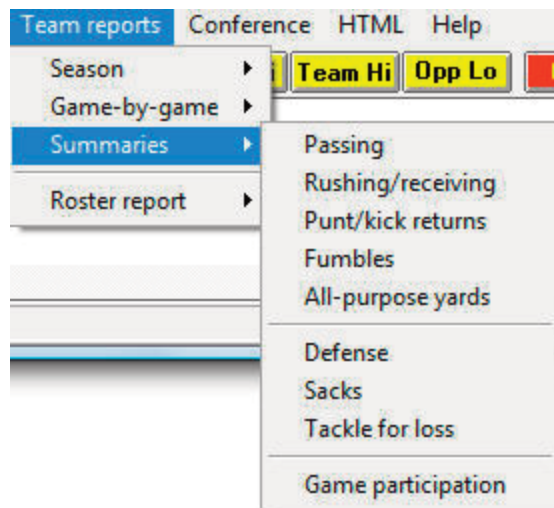 Team reports Conference HTML Help
Season
Team Hi Opp Lo
Game-by-game
Summaries
Roster report
Passing
Rushing/receiving
Punt/kick returns
Fumbles
All-purpose yards
Defense
Sacks
Tackle for loss
Game participation